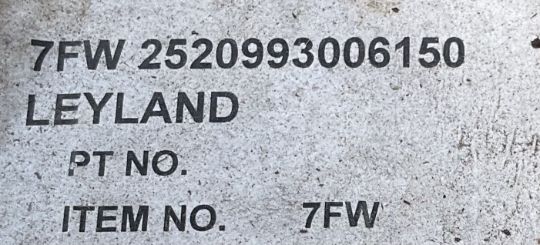 7FW 2520993006150
LEYLAND
PT NO.
ITEM NO. 7FW